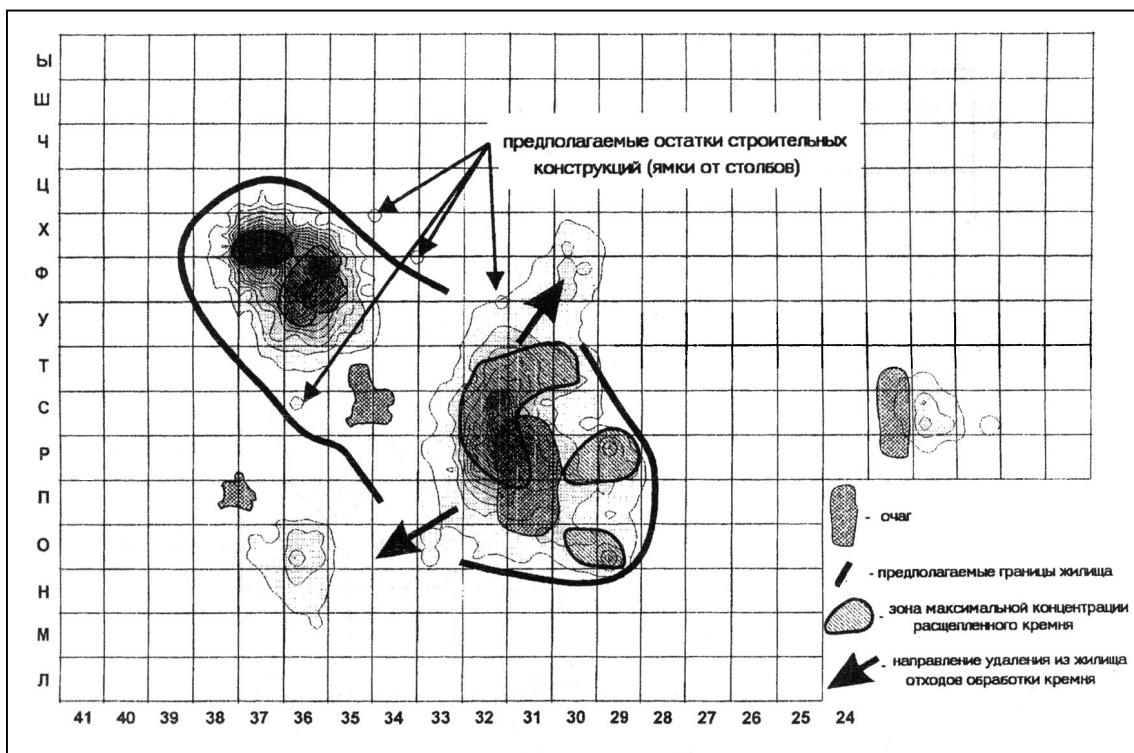 Ы
Ш
Ч
предполагаемые остатки строительных
конструкций (ямки от столбов)
Ц
Х
Ф
У
Т
С
Р
П
- очаг
О
Н
- предполагаемые границы жилища
М
- зона максимальной концентрации
расщепленного кремня
Л
- направление удаления из жилища
отходов обработки кремня
41 40 39 38 37 36 35 34 33 32 31 30 29 28 27 26 25 24